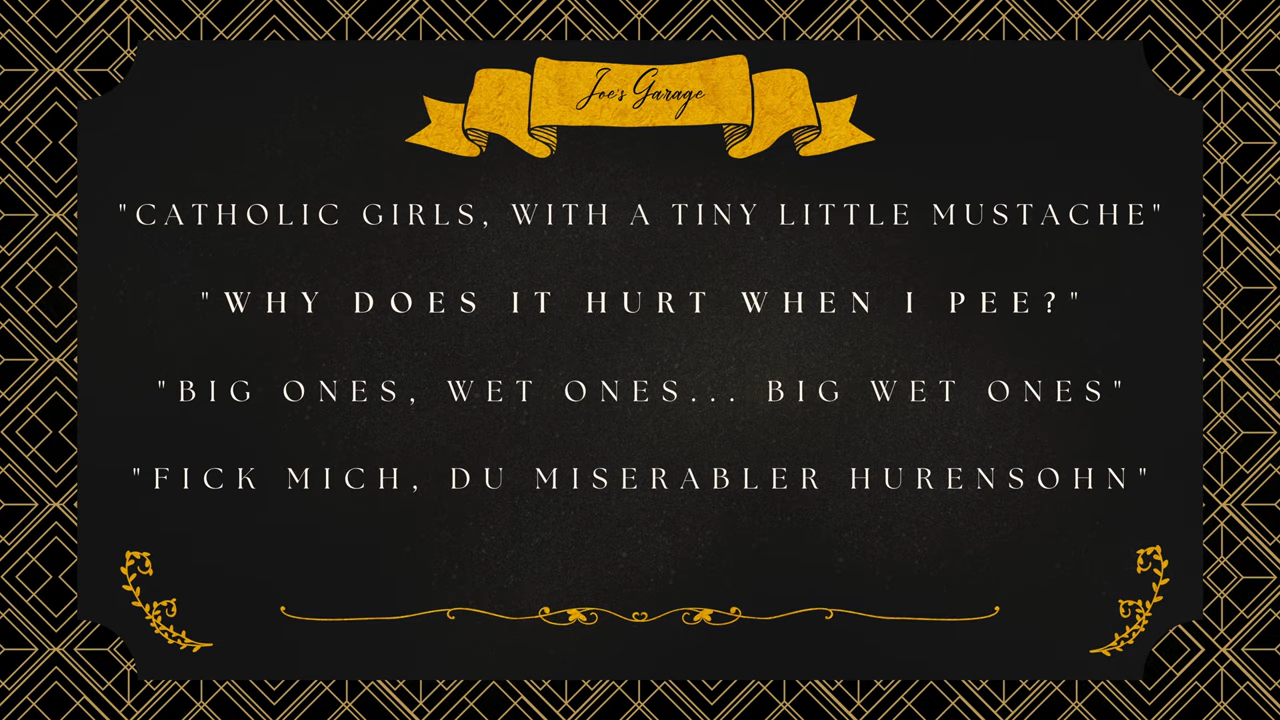 Joe's Garage
"CATHOLIC GIRLS, WITH A TINY LITTLE MUSTACHE"
"WHY DOES IT HURT WHEN I PEE?"
"BIG ONES, WET ONES... BIG WET ONES"
"FICK MICH, DU MISERABLER HURENSOHN"